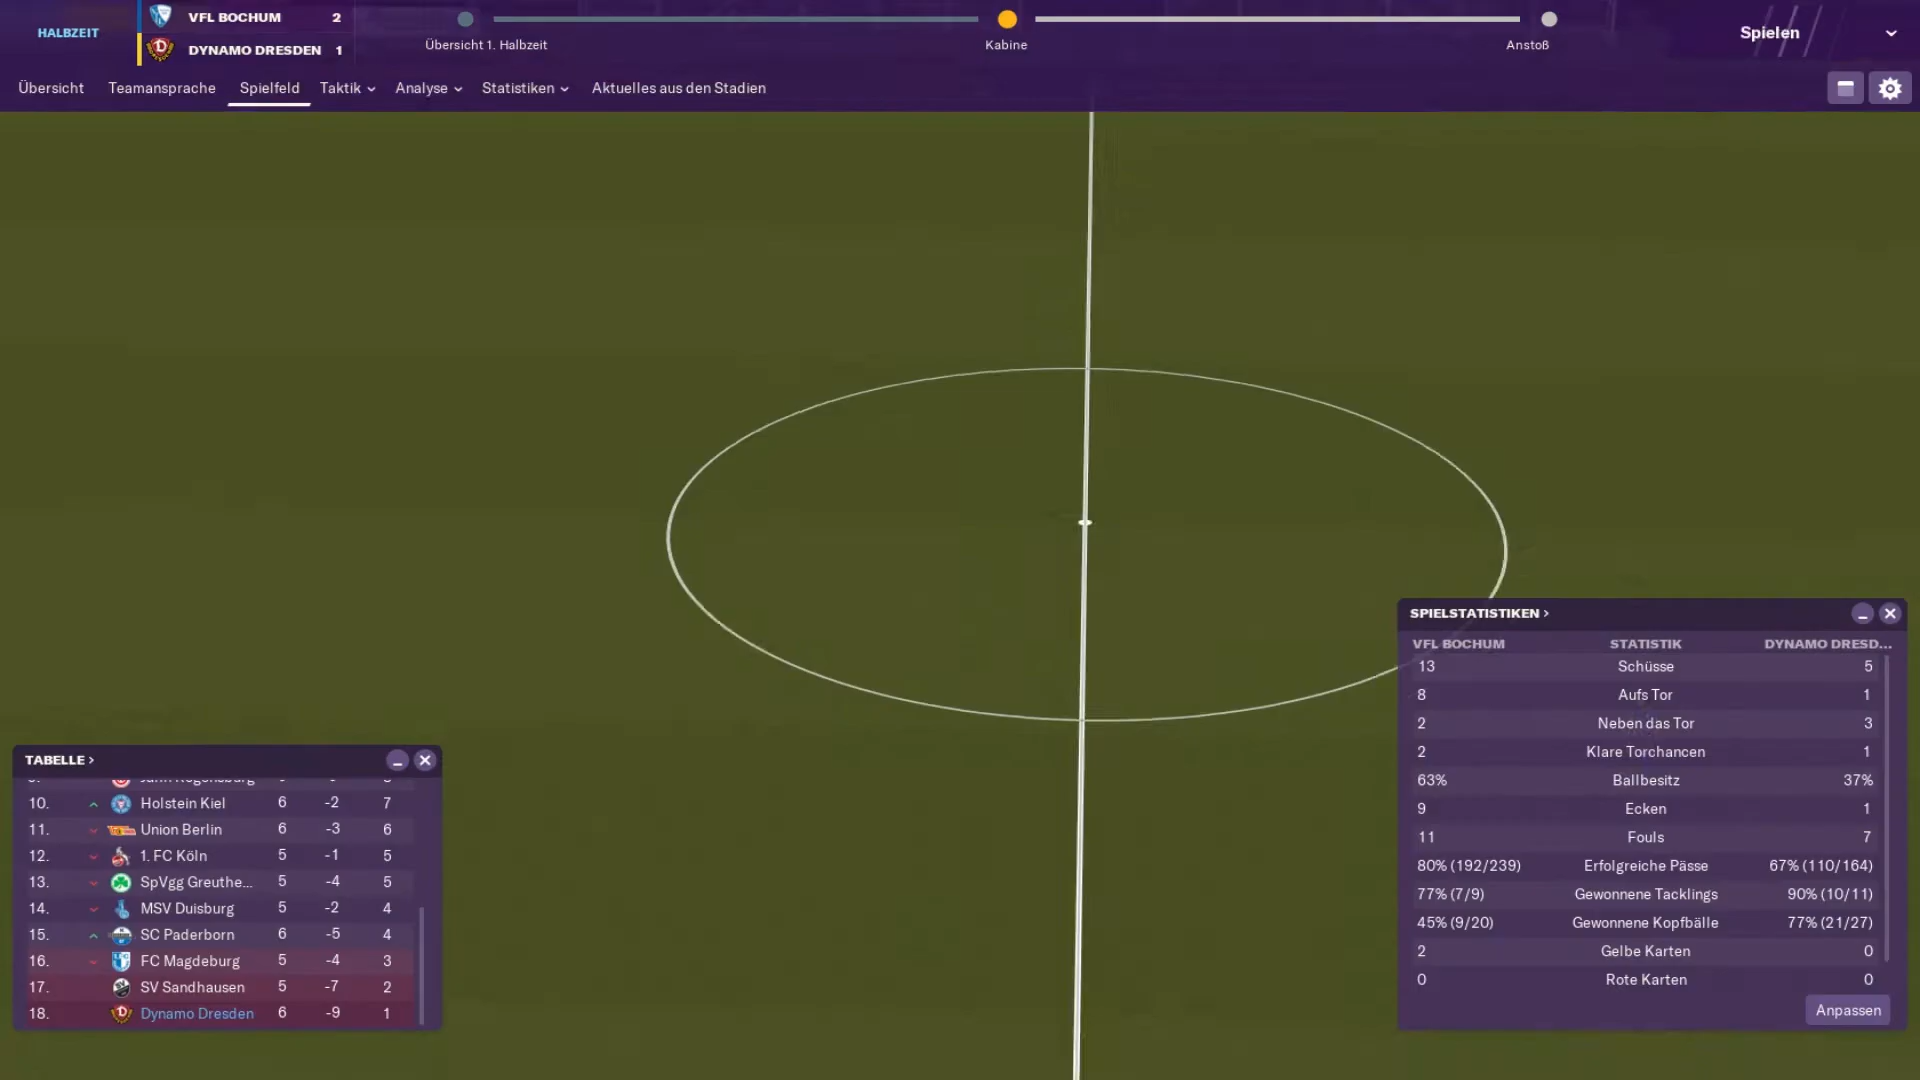 HALBZEIT
VFL BOCHUM 2
DYNAMO DRESDEN 1
Übersicht 1. Halbzeit
Kabine
Anstoß
Spielen
Übersicht Teamansprache Spielfeld Taktik Analyse Statistiken Aktuelles aus den Stadien
TABELLE
10. Holstein Kiel 6 -2 7
11. Union Berlin 6 -3 6
12. 1. FC Köln 5 -1 5
13. SpVgg Greuthe... 5 -4 5
14. MSV Duisburg 5 -2 4
15. SC Paderborn 6 -5 4
16. FC Magdeburg 5 -4 3
17. SV Sandhausen 5 -7 2
18. Dynamo Dresden 6 -9 1
SPIELSTATISTIKEN
VFL BOCHUM STATISTIK DYNAMO DRESD...
13 Schüsse 5
8 Aufs Tor 1
2 Neben das Tor 3
2 Klare Torchancen 1
63% Ballbesitz 37%
9 Ecken 1
11 Fouls 7
80% (192/239) Erfolgreiche Pässe 67% (110/164)
77% (7/9) Gewonnene Tacklings 90% (10/11)
45% (9/20) Gewonnene Kopfbälle 77% (21/27)
2 Gelbe Karten 0
0 Rote Karten 0
Anpassen